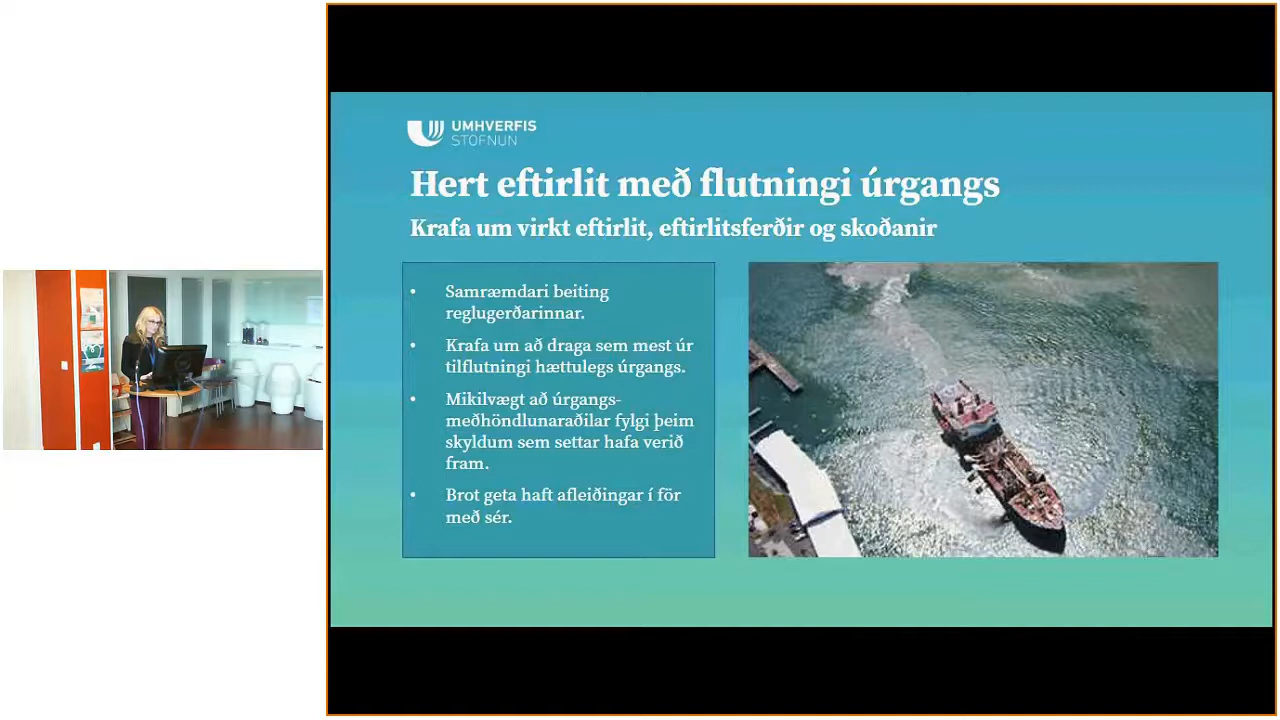 UMHVERFIS
STOFNUN
Hert eftirlit með flutningi úrgangs
Krafa um virkt eftirlit, eftirlitsferðir og skoðanir
• Samræmdari beiting
reglugerðarinnar.
• Krafa um að draga sem mest úr
tilflutningi hættulegs úrgangs.
• Mikilvægt að úrgangs-
meðhöndlunaraðilar fylgi þeim
skyldum sem settar hafa verið
fram.
• Brot geta haft afleiðingar í för
með sér.